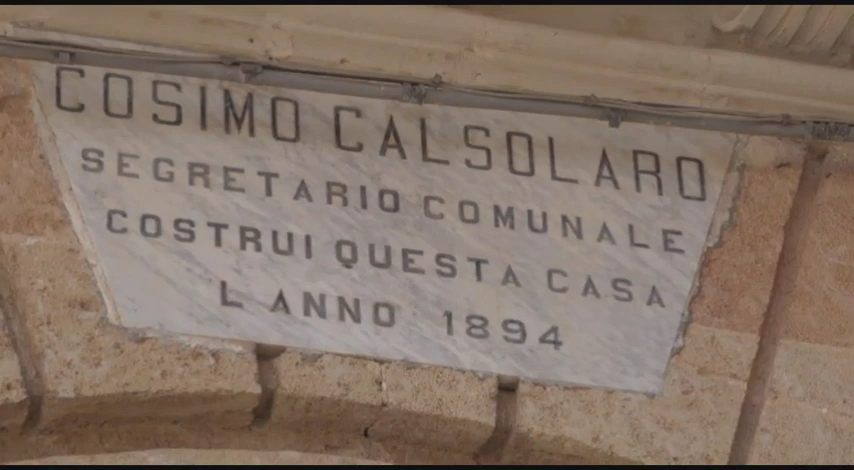 COSIMO CALSOLARO
SEGRETARIO COMUNALE
COSTRUI QUESTA CASA
L ANNO 1894